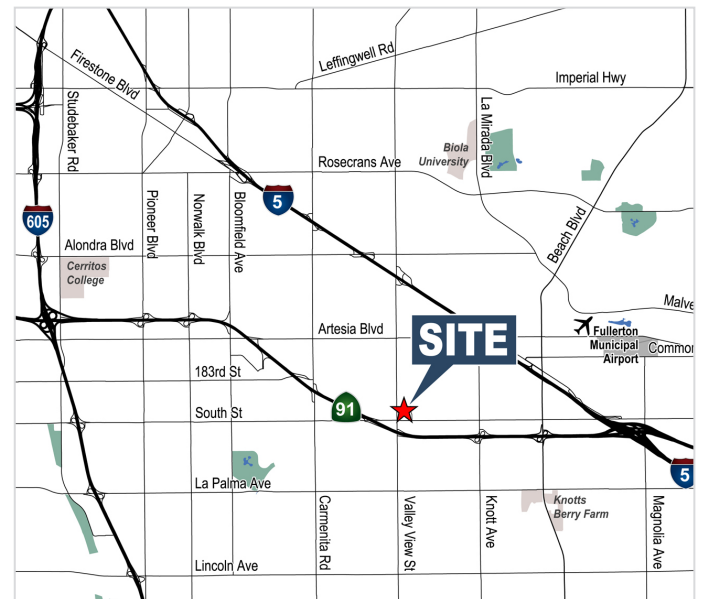 Leffingwell Rd
Firestone Blvd
Imperial Hwy
Studebaker Rd
La Mirada Blvd
Biola
University
Rosecrans Ave
5
605
Pioneer Blvd
Norwalk Blvd
Bloomfield Ave
Beach Blvd
Alondra Blvd
Cerritos
College
Malve
Artesia Blvd
SITE
Fullerton
Municipal
Airport
Common
183rd St
91
South St
5
La Palma Ave
Carmenita Rd
Valley View St
Knott Ave
Knotts
Berry Farm
Magnolia Ave
Lincoln Ave